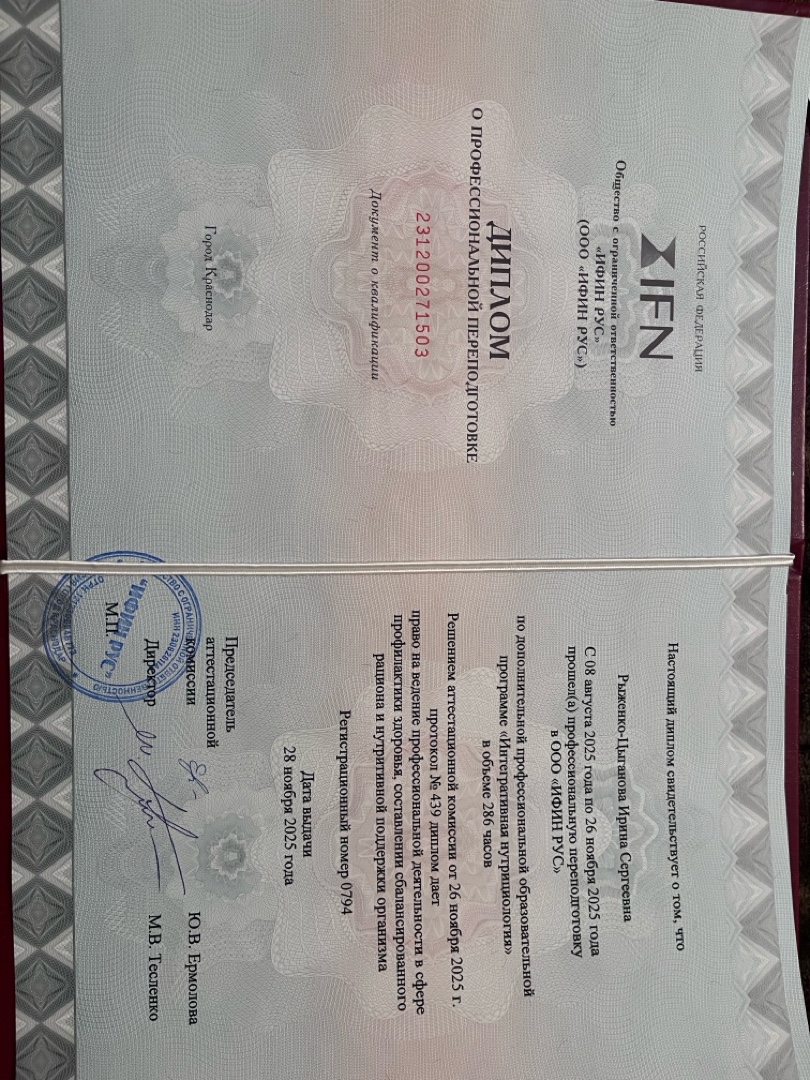 РОССИЙСКАЯ ФЕДЕРАЦИЯ
IFN
Общество с ограниченной ответственностью
«ИФИН РУС»
(ООО «ИФИН РУС»)
ДИПЛОМ
О ПРОФЕССИОНАЛЬНОЙ ПЕРЕПОДГОТОВКЕ
231200271503
Документ о квалификации
Город Краснодар
Настоящий диплом свидетельствует о том, что
Рыженко-Цыганова Ирина Сергеевна
С 08 августа 2025 года по 26 ноября 2025 года
прошел(а) профессиональную переподготовку
в ООО «ИФИН РУС»
по дополнительной профессиональной образовательной
программе «Интегративная нутрициология»
в объеме 286 часов
Решением аттестационной комиссии от 26 ноября 2025 г.
протокол № 439 диплом дает
право на ведение профессиональной деятельности в сфере
профилактики здоровья, составлении сбалансированного
рациона и нутритивной поддержки организма
Регистрационный номер 0794
Дата выдачи
28 ноября 2025 года
Председатель
аттестационной
комиссии
Ю.В. Ермолова
Директор
М.В. Тесленко
М.П.
"ИФИН РУС"